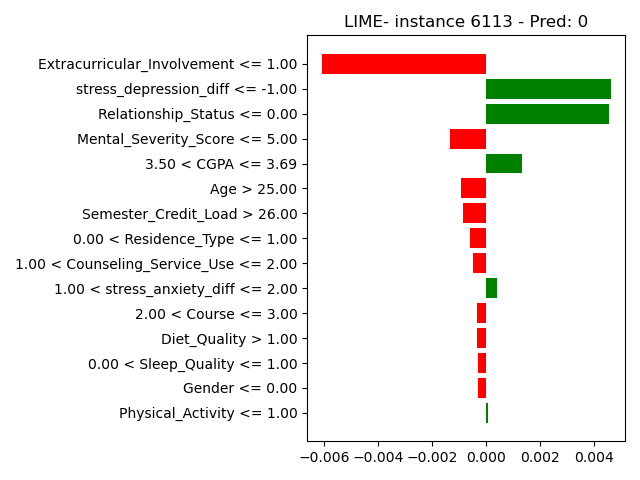 LIME- instance 6113 - Pred: 0
Extracurricular_Involvement <= 1.00
stress_depression_diff <= -1.00
Relationship_Status <= 0.00
Mental_Severity_Score <= 5.00
3.50 < CGPA <= 3.69
Age > 25.00
Semester_Credit_Load > 26.00
0.00 < Residence_Type <= 1.00
1.00 < Counseling_Service_Use <= 2.00
1.00 < stress_anxiety_diff <= 2.00
2.00 < Course <= 3.00
Diet_Quality > 1.00
0.00 < Sleep_Quality <= 1.00
Gender <= 0.00
Physical_Activity <= 1.00
−0.006 −0.004 −0.002 0.000 0.002 0.004